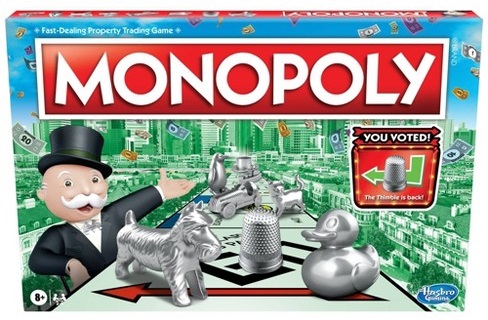 Fast-Dealing Property Trading Game
MONOPOLY
YOU VOTED!
The Thimble is back!
8+
Hasbro
Gaming